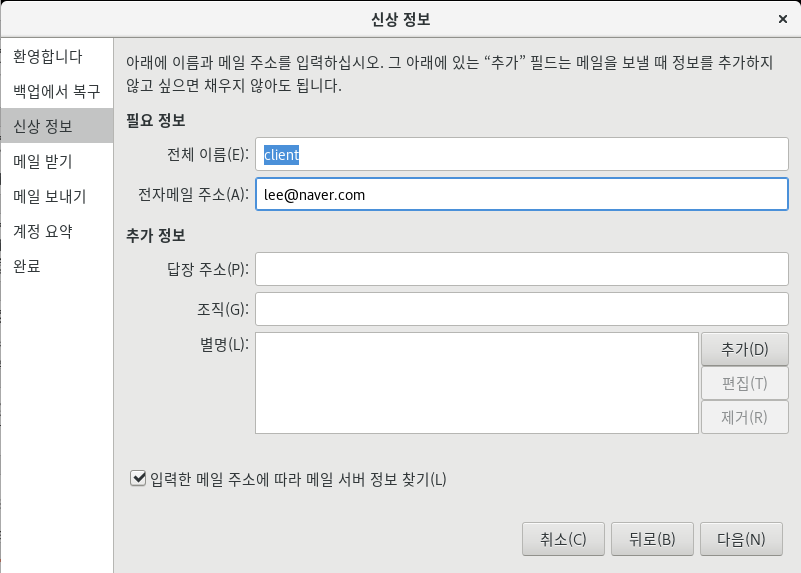 신상 정보
환영합니다
백업에서 복구
신상 정보
메일 받기
메일 보내기
계정 요약
완료
아래에 이름과 메일 주소를 입력하십시오. 그 아래에 있는 “추가” 필드는 메일을 보낼 때 정보를 추가하지
않고 싶으면 채우지 않아도 됩니다.
필요 정보
전체 이름(E): client
전자메일 주소(A): lee@naver.com
추가 정보
답장 주소(P):
조직(G):
별명(L):
추가(D)
편집(T)
제거(R)
입력한 메일 주소에 따라 메일 서버 정보 찾기(L)
취소(C) 뒤로(B) 다음(N)